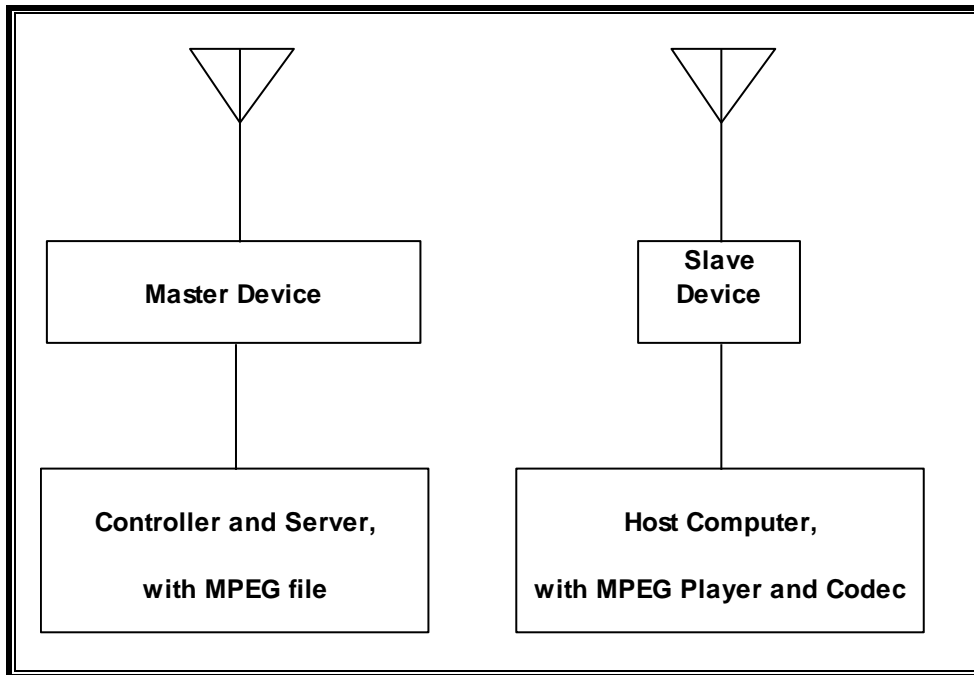 Master Device
Slave
Device
Controller and Server,
with MPEG file
Host Computer,
with MPEG Player and Codec